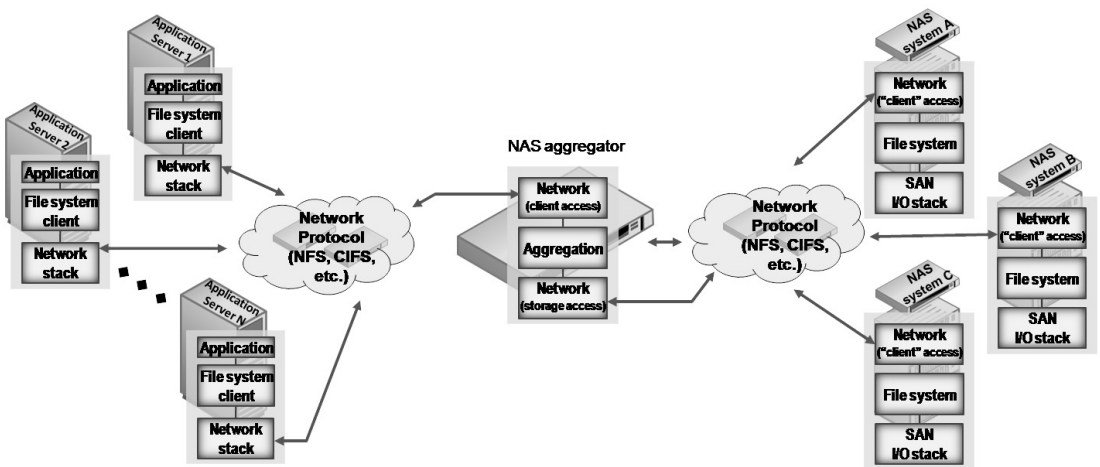 Application
Server 1
Application
File system
client
Network
stack
Application
Server 2
Application
File system
client
Network
stack
Application
Server N
Application
File system
client
Network
stack
Network
Protocol
(NFS, CIFS,
etc.)
NAS aggregator
Network
(client access)
Aggregation
Network
(storage access)
Network
Protocol
(NFS, CIFS,
etc.)
NAS
system A
Network
("client" access)
File system
SAN
I/O stack
NAS
system B
Network
("client" access)
File system
SAN
I/O stack
NAS
system C
Network
("client" access)
File system
SAN
I/O stack